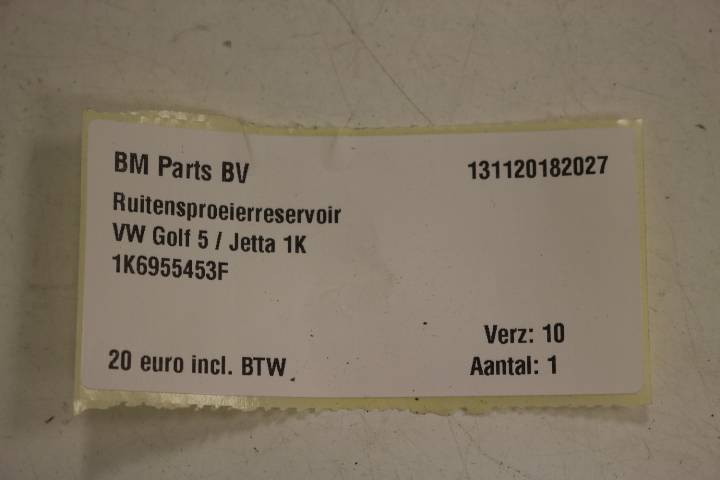 BM Parts BV
131120182027
Ruitensproeierreservoir
VW Golf 5 / Jetta 1K
1K6955453F
Verz: 10
20 euro incl. BTW
Aantal: 1